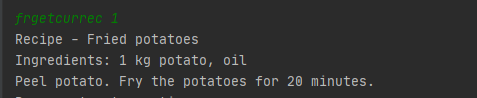 frgetcurrec 1
Recipe - Fried potatoes
Ingredients: 1 kg potato, oil
Peel potato. Fry the potatoes for 20 minutes.